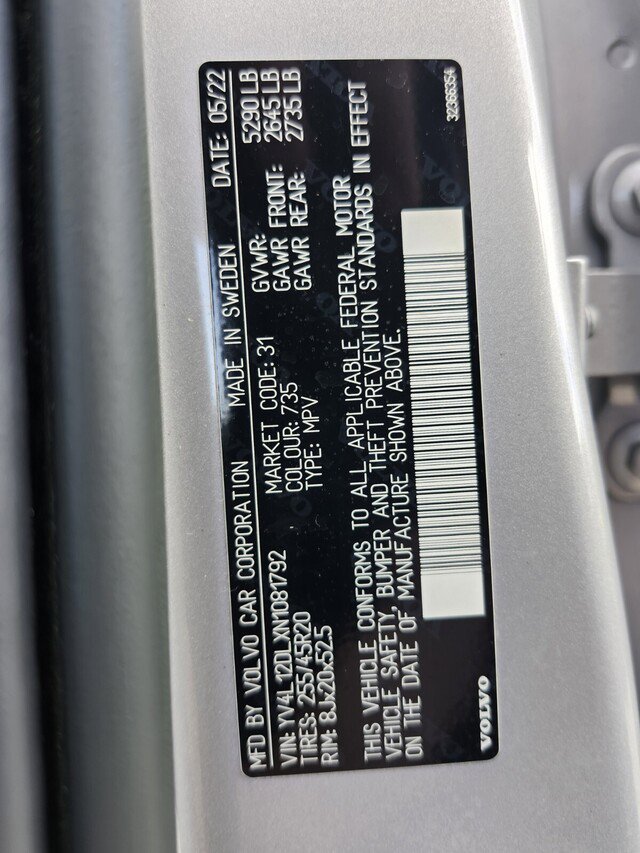 MFD BY VOLVO CAR CORPORATION MADE IN SWEDEN DATE: 05/22
VIN: YV4L12DLXN1081792 MARKET CODE: 31 GVWR: 5290 LB
TIRES: 255/45R20 COLOUR: 735 GAWR FRONT: 2645 LB
RIM: 8Jx20x52.5 TYPE: MPV GAWR REAR: 2735 LB
THIS VEHICLE CONFORMS TO ALL APPLICABLE FEDERAL MOTOR
VEHICLE SAFETY, BUMPER AND THEFT PREVENTION STANDARDS IN EFFECT
ON THE DATE OF MANUFACTURE SHOWN ABOVE.
VOLVO 32366354